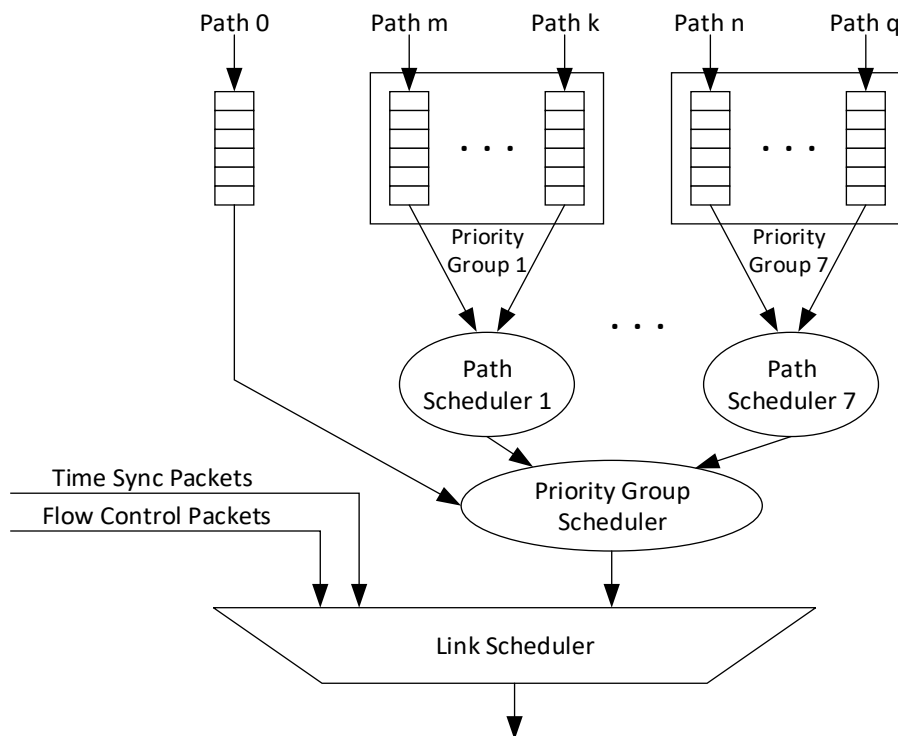 Path 0
Path m
Path k
Path n
Path q
. . .
. . .
Priority
Group 1
Priority
Group 7
. . .
Path
Scheduler 1
Path
Scheduler 7
Time Sync Packets
Flow Control Packets
Priority Group
Scheduler
Link Scheduler